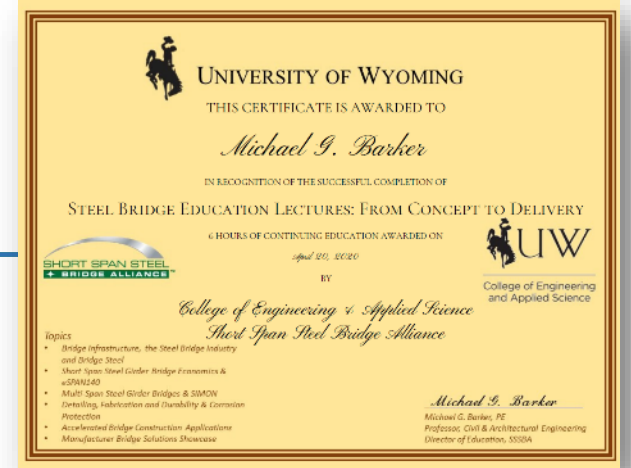 UNIVERSITY OF WYOMING
THIS CERTIFICATE IS AWARDED TO
Michael G. Barker
IN RECOGNITION OF THE SUCCESSFUL COMPLETION OF
STEEL BRIDGE EDUCATION LECTURES: FROM CONCEPT TO DELIVERY
6 HOURS OF CONTINUING EDUCATION AWARDED ON
April 20, 2020
BY
SHORT SPAN STEEL
BRIDGE ALLIANCE
UW
College of Engineering
and Applied Science
College of Engineering & Applied Science
Short Span Steel Bridge Alliance
Topics
• Bridge Infrastructure, the Steel Bridge Industry
and Bridge Steel
• Short Span Steel Girder Bridge Economics &
eSPAN140
• Multi Span Steel Girder Bridges & SIMON
• Detailing, Fabrication and Durability & Corrosion
Protection
• Accelerated Bridge Construction Applications
• Manufacturer Bridge Solutions Showcase
Michael G. Barker
Michael G. Barker, PE
Professor, Civil & Architectural Engineering
Director of Education, SSSBA